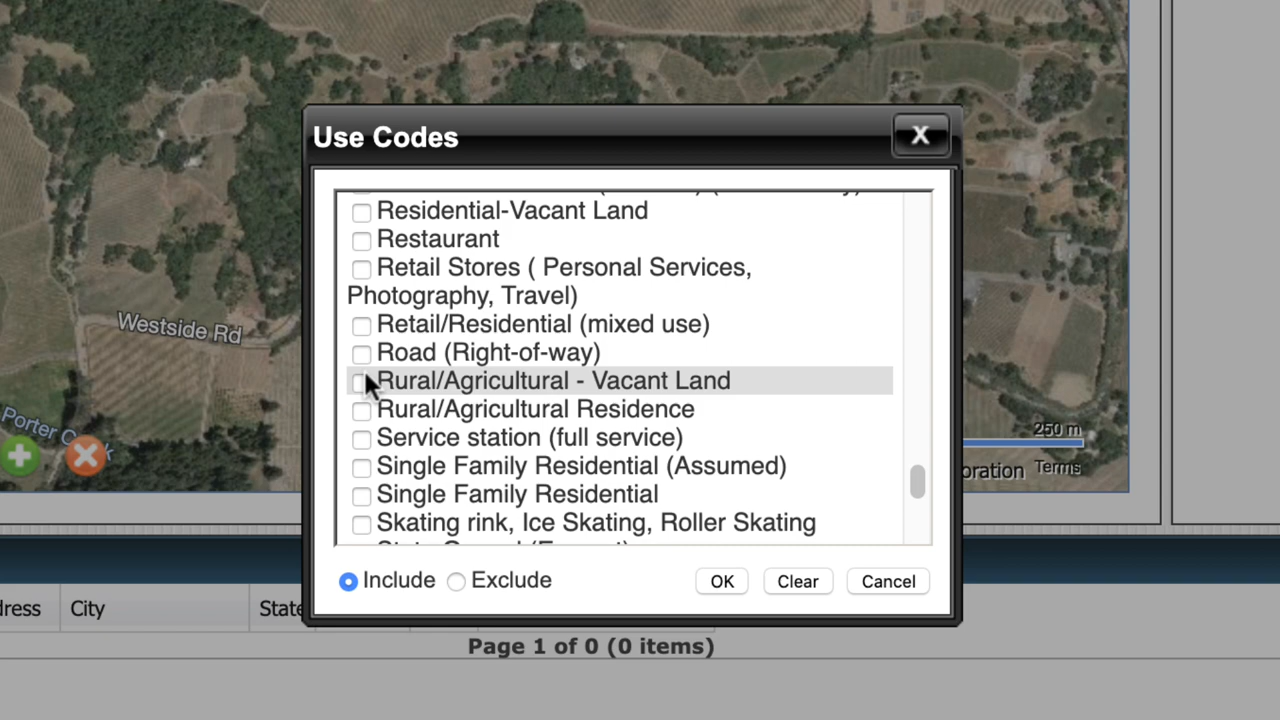 Use Codes
X
Residential-Vacant Land
Restaurant
Retail Stores ( Personal Services,
Photography, Travel)
Retail/Residential (mixed use)
Road (Right-of-way)
Rural/Agricultural - Vacant Land
Rural/Agricultural Residence
Service station (full service)
Single Family Residential (Assumed)
Single Family Residential
Skating rink, Ice Skating, Roller Skating
Include
Exclude
OK
Clear
Cancel
Westside Rd
Porter
250 m
oration
Terms
dress
City
State
Page 1 of 0 (0 items)